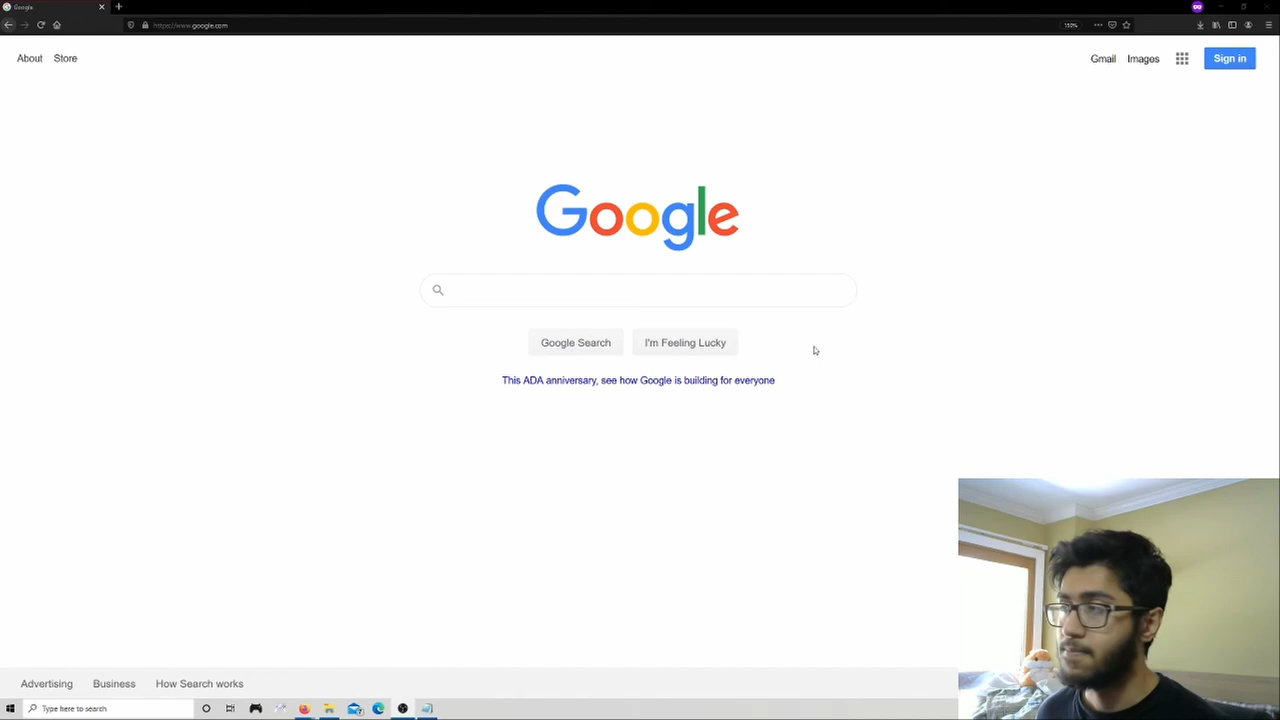 Google
https://www.google.com
150%
About
Store
Gmail
Images
Sign in
Google
Google Search
I'm Feeling Lucky
This ADA anniversary, see how Google is building for everyone
Advertising
Business
How Search works
Type here to search